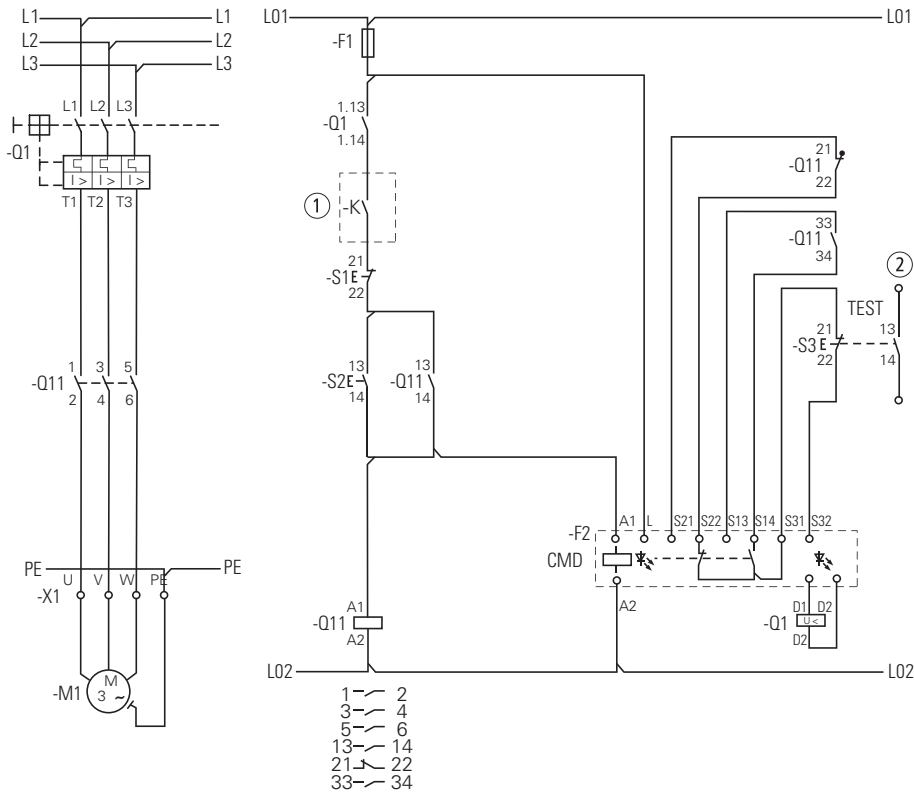 L1 L1 L01 L01
L2 L2 -F1
L3 L3
L1 L2 L3 1.13
-Q1 -Q1 1.14
I > I > I > 21 -Q11 22
T1 T2 T3 1 -K 33 -Q11 34
21 -S1 E 22 2
TEST
21 13
-S3 E
22 14
1 3 5 13 13
-Q11 -S2 E -Q11
2 4 6 14 14
-F2 A1 L S21 S22 S13 S14 S31 S32
CMD
PE U V W PE PE
-X1 A1 A2 D1 D2
-Q11 -Q1 U <
A2 D2
-M1 M 3 ~ L02 L02
1 2
3 4
5 6
13 14
21 22
33 34